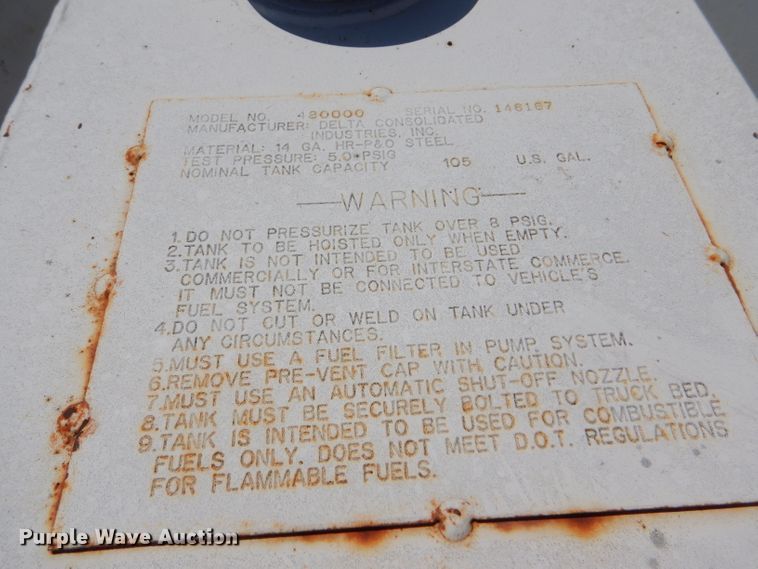 MODEL NO. 480000 SERIAL NO. 146167
MANUFACTURER: DELTA CONSOLIDATED
INDUSTRIES, INC.
MATERIAL: 14 GA. HR-P&O STEEL
TEST PRESSURE: 5.0 PSIG
NOMINAL TANK CAPACITY 105 U.S. GAL.
WARNING
1. DO NOT PRESSURIZE TANK OVER 8 PSIG.
2. TANK TO BE HOISTED ONLY WHEN EMPTY.
3. TANK IS NOT INTENDED TO BE USED
COMMERCIALLY OR FOR INTERSTATE COMMERCE.
IT MUST NOT BE CONNECTED TO VEHICLE'S
FUEL SYSTEM.
4. DO NOT CUT OR WELD ON TANK UNDER
ANY CIRCUMSTANCES.
5. MUST USE A FUEL FILTER IN PUMP SYSTEM.
6. REMOVE PRE-VENT CAP WITH CAUTION.
7. MUST USE AN AUTOMATIC SHUT-OFF NOZZLE.
8. TANK MUST BE SECURELY BOLTED TO TRUCK BED.
9. TANK IS INTENDED TO BE USED FOR COMBUSTIBLE
FUELS ONLY. DOES NOT MEET D.O.T. REGULATIONS
FOR FLAMMABLE FUELS.
Purple Wave Auction